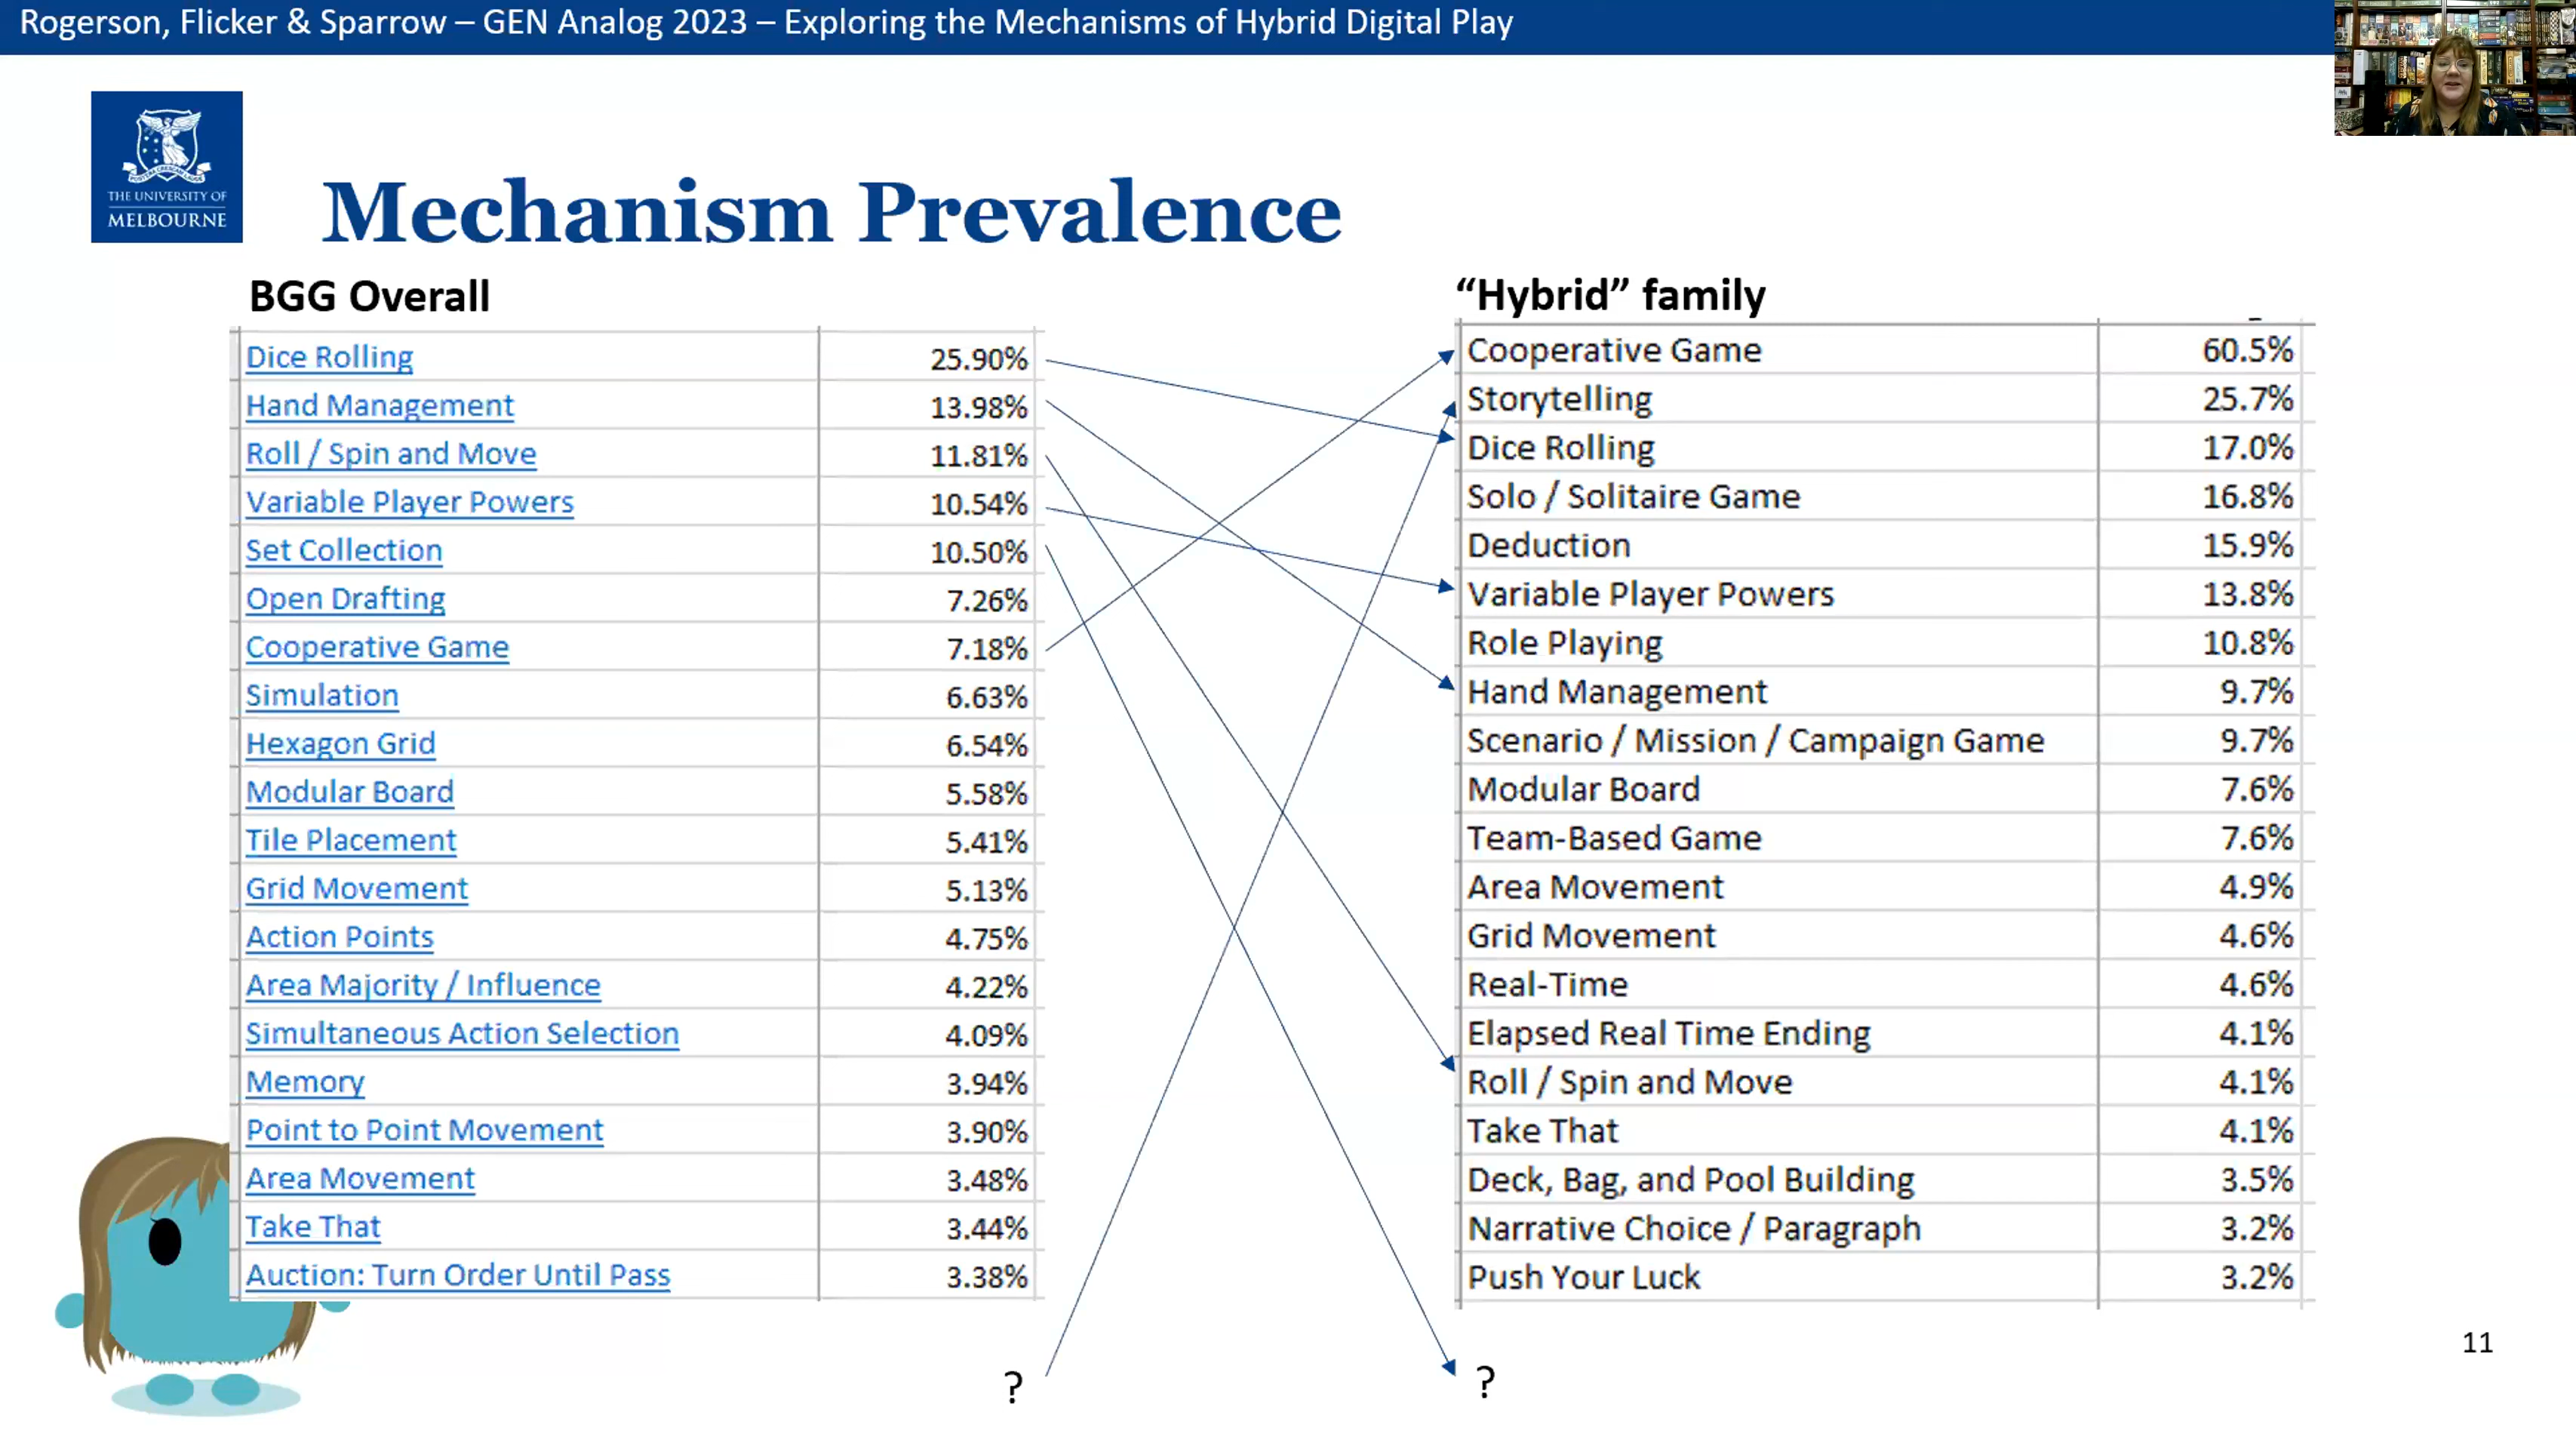 Rogerson, Flicker & Sparrow – GEN Analog 2023 – Exploring the Mechanisms of Hybrid Digital Play
THE UNIVERSITY OF
MELBOURNE
Mechanism Prevalence
BGG Overall
Dice Rolling 25.90%
Hand Management 13.98%
Roll / Spin and Move 11.81%
Variable Player Powers 10.54%
Set Collection 10.50%
Open Drafting 7.26%
Cooperative Game 7.18%
Simulation 6.63%
Hexagon Grid 6.54%
Modular Board 5.58%
Tile Placement 5.41%
Grid Movement 5.13%
Action Points 4.75%
Area Majority / Influence 4.22%
Simultaneous Action Selection 4.09%
Memory 3.94%
Point to Point Movement 3.90%
Area Movement 3.48%
Take That 3.44%
Auction: Turn Order Until Pass 3.38%
?
“Hybrid” family
Cooperative Game 60.5%
Storytelling 25.7%
Dice Rolling 17.0%
Solo / Solitaire Game 16.8%
Deduction 15.9%
Variable Player Powers 13.8%
Role Playing 10.8%
Hand Management 9.7%
Scenario / Mission / Campaign Game 9.7%
Modular Board 7.6%
Team-Based Game 7.6%
Area Movement 4.9%
Grid Movement 4.6%
Real-Time 4.6%
Elapsed Real Time Ending 4.1%
Roll / Spin and Move 4.1%
Take That 4.1%
Deck, Bag, and Pool Building 3.5%
Narrative Choice / Paragraph 3.2%
Push Your Luck 3.2%
?
11